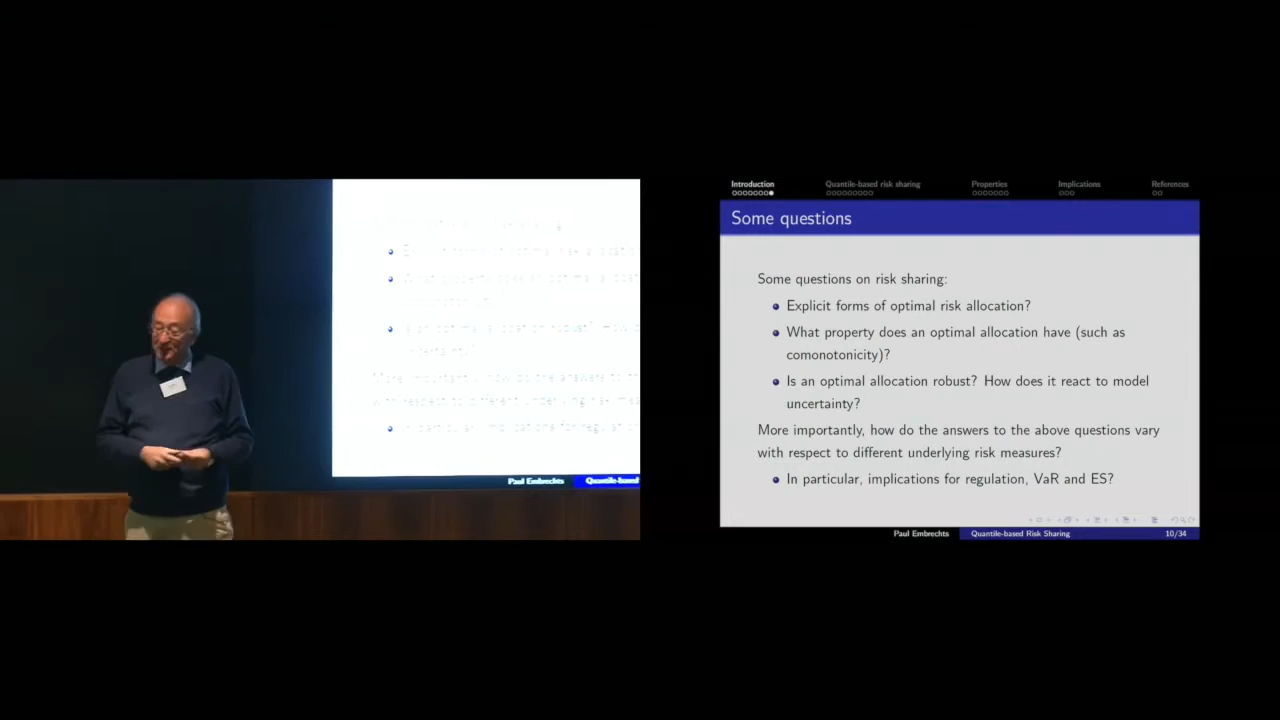 Paul Embrechts
Quantile-based
Introduction
Quantile-based risk sharing
Properties
Implications
References
Some questions
Some questions on risk sharing:
Explicit forms of optimal risk allocation?
What property does an optimal allocation have (such as
comonotonicity)?
Is an optimal allocation robust? How does it react to model
uncertainty?
More importantly, how do the answers to the above questions vary
with respect to different underlying risk measures?
In particular, implications for regulation, VaR and ES?
Paul Embrechts
Quantile-based Risk Sharing
10/34